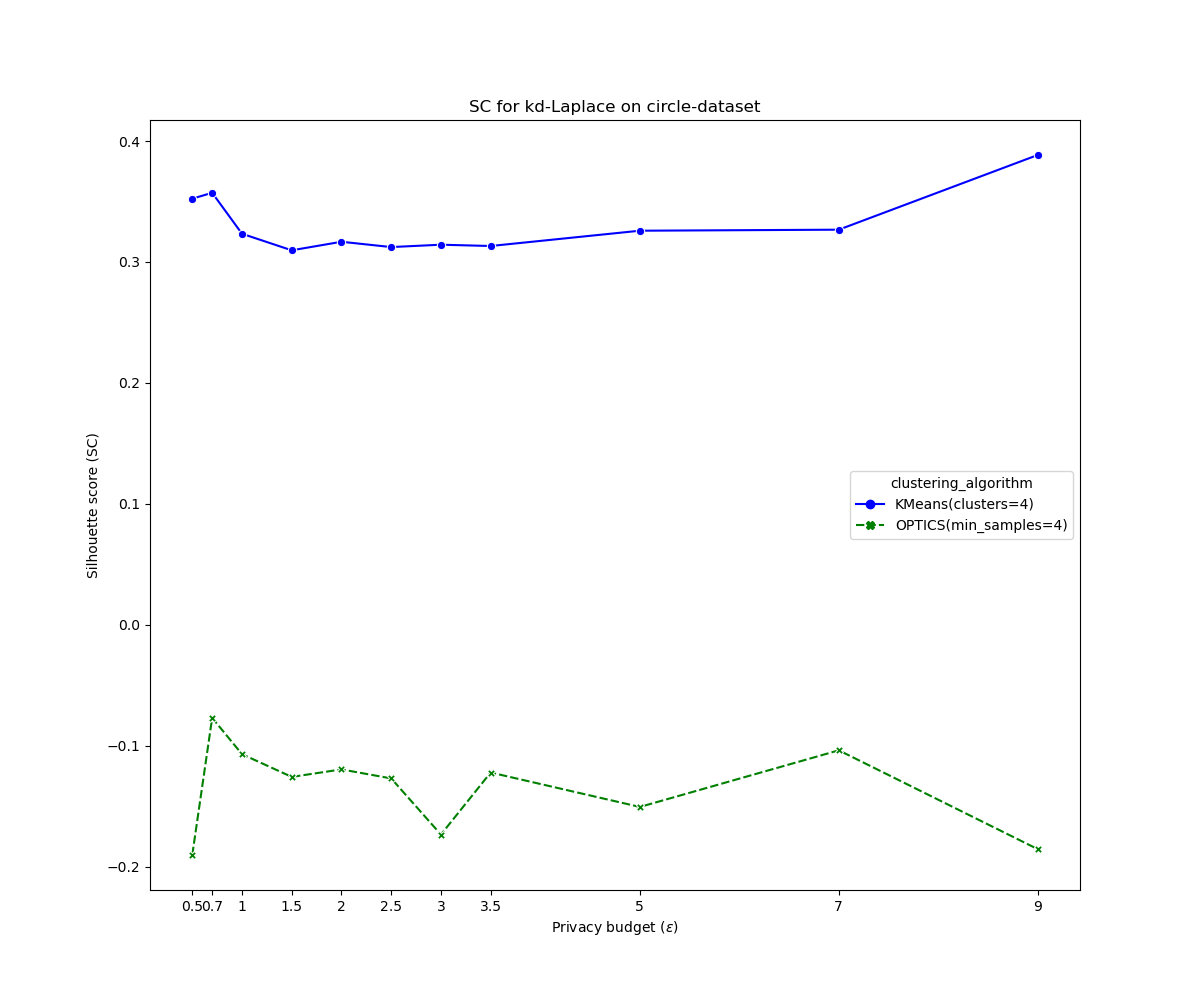 SC for kd-Laplace on circle-dataset
0.4
0.3
0.2
0.1
0.0
−0.1
−0.2
Silhouette score (SC)
clustering_algorithm
KMeans(clusters=4)
OPTICS(min_samples=4)
0.5 0.7 1 1.5 2 2.5 3 3.5 5 7 9
Privacy budget (ε)